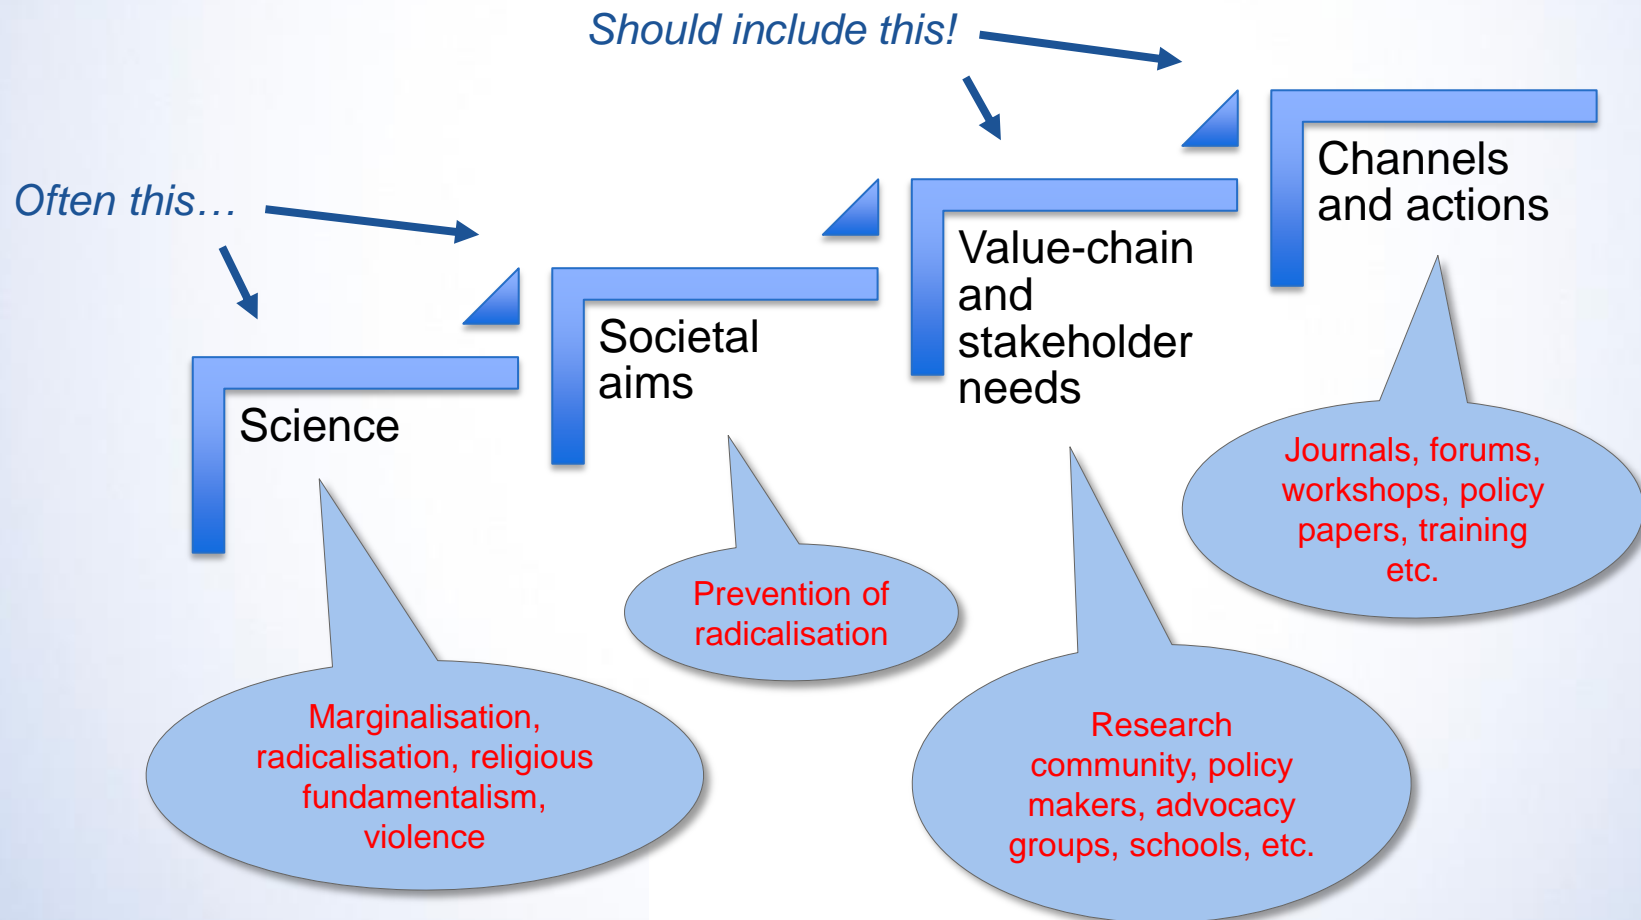 Should include this!
Often this…
Science
Societal
aims
Value-chain
and
stakeholder
needs
Channels
and actions
Marginalisation,
radicalisation, religious
fundamentalism,
violence
Prevention of
radicalisation
Research
community, policy
makers, advocacy
groups, schools, etc.
Journals, forums,
workshops, policy
papers, training
etc.